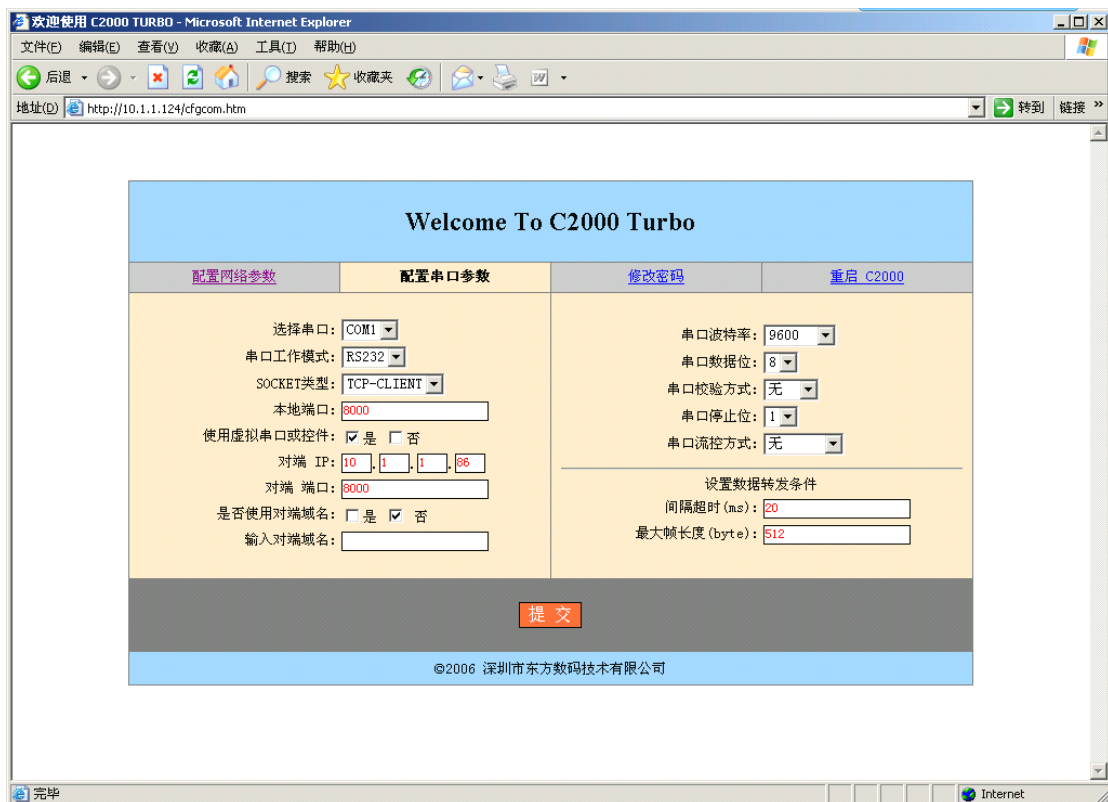 欢迎使用 C2000 TURBO - Microsoft Internet Explorer
文件(F) 编辑(E) 查看(V) 收藏(A) 工具(T) 帮助(H)
后退 搜索 收藏夹
地址(D) http://10.1.1.124/cfgcom.htm 转到 链接 »
Welcome To C2000 Turbo
配置网络参数 配置串口参数 修改密码 重启 C2000
选择串口: COM1
串口工作模式: RS232
SOCKET类型: TCP-CLIENT
本地端口: 8000
使用虚拟串口或控件: 是 否
对端 IP: 10 . 1 . 1 . 86
对端 端口: 8000
是否使用对端域名: 是 否
输入对端域名:
串口波特率: 9600
串口数据位: 8
串口校验方式: 无
串口停止位: 1
串口流控方式: 无
设置数据转发条件
间隔超时(ms): 20
最大帧长度(byte): 512
提 交
©2006 深圳市东方数码技术有限公司
完毕 Internet